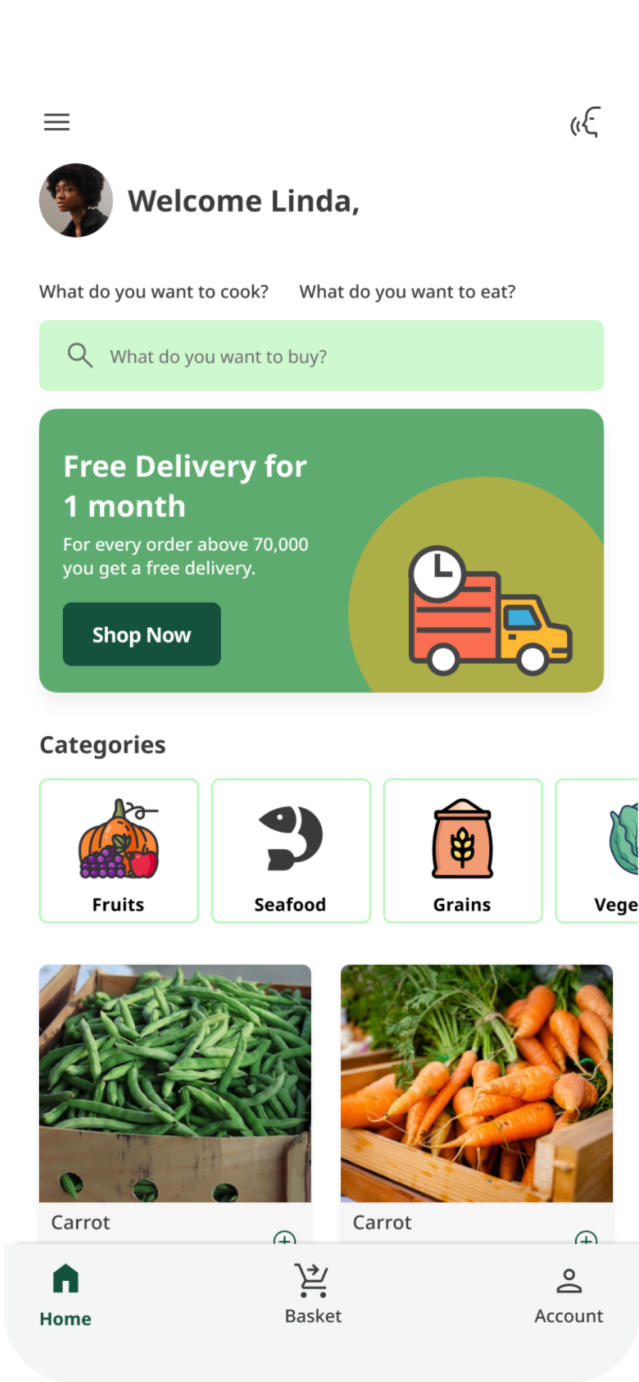 Welcome Linda,
What do you want to cook? What do you want to eat?
What do you want to buy?
Free Delivery for
1 month
For every order above 70,000
you get a free delivery.
Shop Now
Categories
Fruits Seafood Grains Vege
Carrot Carrot
Home Basket Account